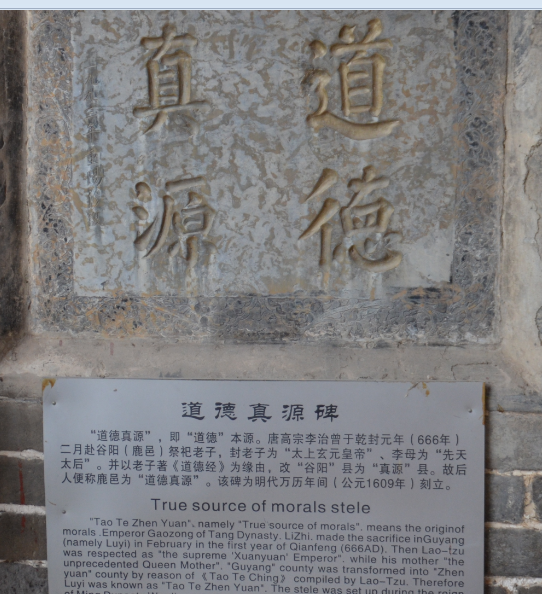 道德
真源
道德真源碑
“道德真源”，即“道德”本源。唐高宗李治曾于乾封元年（666年）
二月赴谷阳（鹿邑）祭祀老子，封老子为“太上玄元皇帝”、李母为“先天
太后”。并以老子著《道德经》为缘由，改“谷阳”县为“真源”县。故后
人便称鹿邑为“道德真源”。该碑为明代万历年间（公元1609年）刻立。
True source of morals stele
"Tao Te Zhen Yuan", namely "True source of morals", means the originof
morals .Emperor Gaozong of Tang Dynasty, LiZhi, made the sacrifice inGuyang
(namely Luyi) in February in the first year of Qianfeng (666AD). Then Lao-tzu
was respected as "the supreme 'Xuanyuan' Emperor", while his mother "the
unprecedented Queen Mother". "Guyang" county was transformed into "Zhen
yuan" county by reason of 《Tao Te Ching》 compiled by Lao-Tzu. Therefore
Luyi was known as "Tao Te Zhen Yuan". The stele was set up during the reign